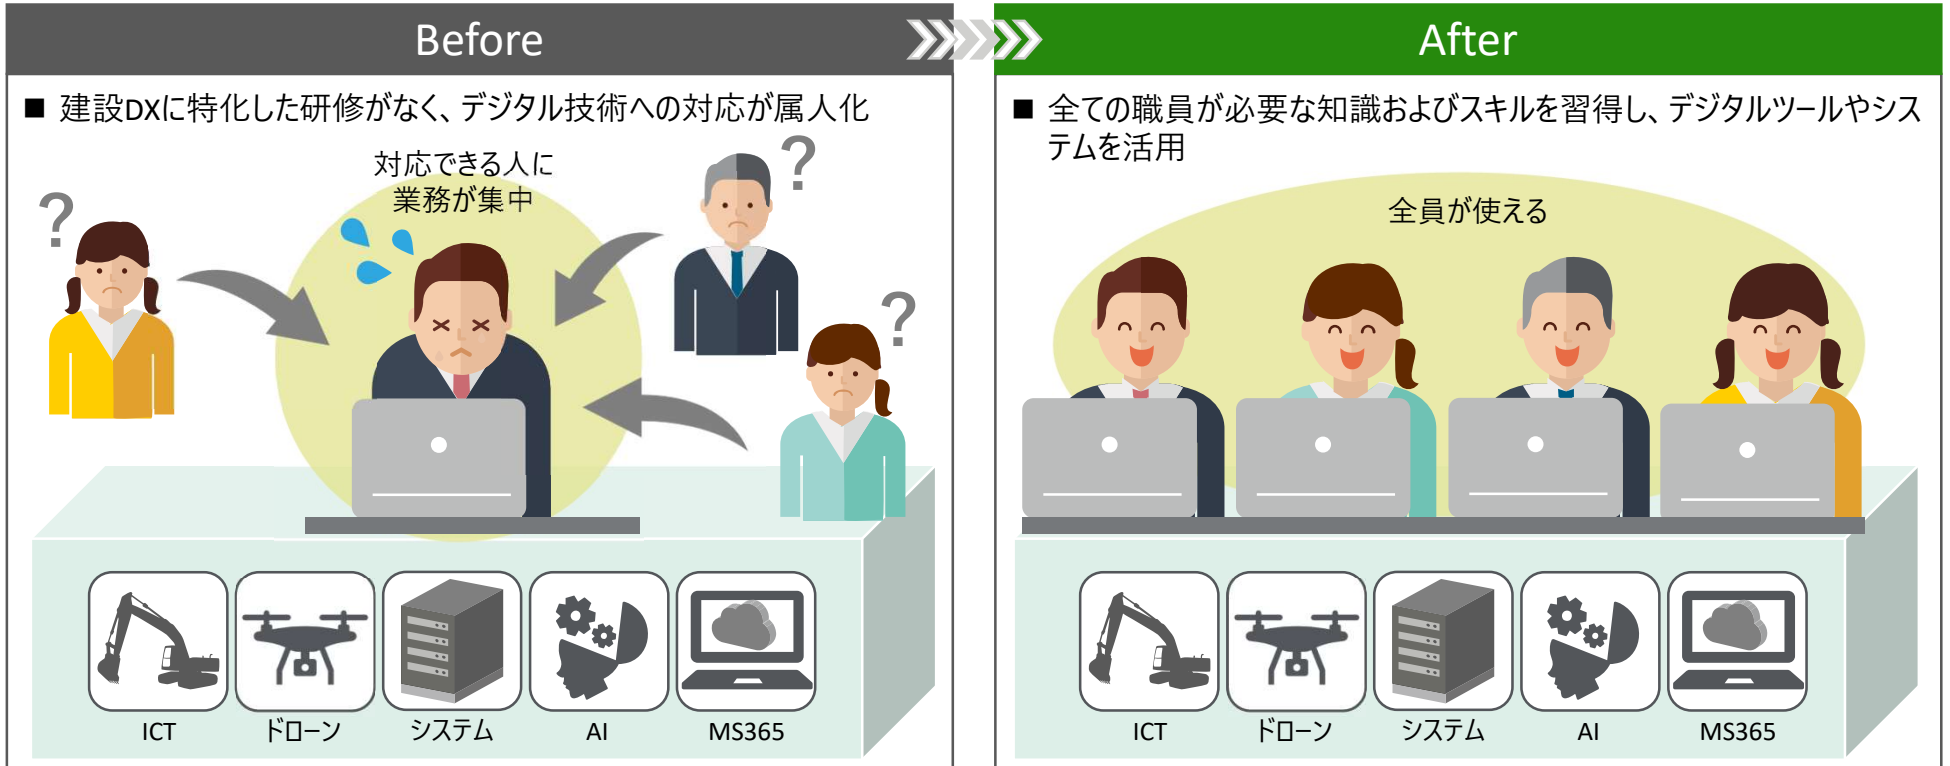 Before
■ 建設DXに特化した研修がなく、デジタル技術への対応が属人化
対応できる人に
業務が集中
?
?
?
ICT
ドローン
システム
AI
MS365
After
■ 全ての職員が必要な知識およびスキルを習得し、デジタルツールやシス
テムを活用
全員が使える
ICT
ドローン
システム
AI
MS365